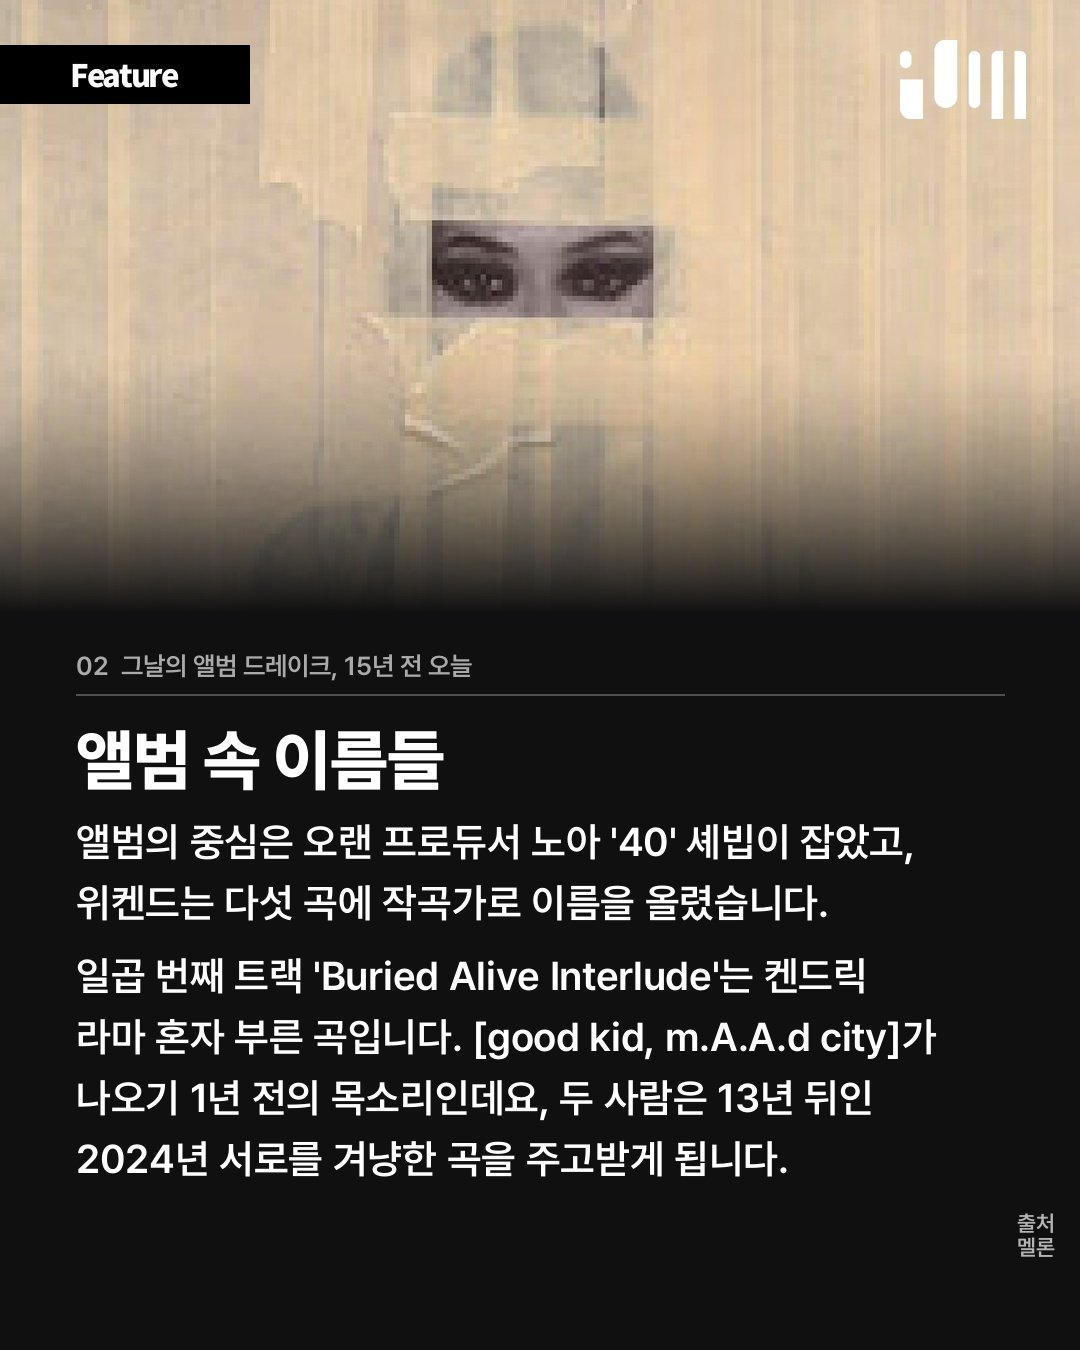 Feature
02 그날의 앨범 드레이크, 15년 전 오늘
앨범 속 이름들
앨범의 중심은 오랜 프로듀서 노아 '40' 셰빕이 잡았고,
위켄드는 다섯 곡에 작곡가로 이름을 올렸습니다.
일곱 번째 트랙 'Buried Alive Interlude'는 켄드릭
라마 혼자 부른 곡입니다. [good kid, m.A.A.d city]가
나오기 1년 전의 목소리인데요, 두 사람은 13년 뒤인
2024년 서로를 겨냥한 곡을 주고받게 됩니다.
출처
멜론